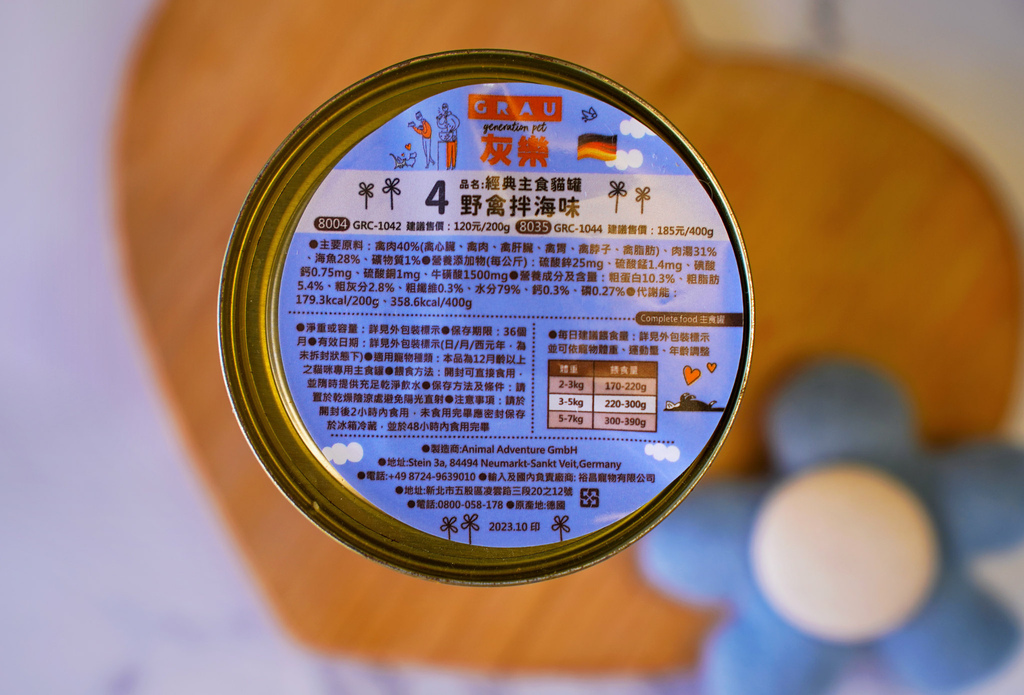 GRAU
generation pet
灰樂
4 品名:經典主食貓罐
野禽拌海味
8004 GRC-1042 建議售價：120元/200g 8035 GRC-1044 建議售價：185元/400g
●主要原料：禽肉40%(禽心臟、禽肉、禽肝臟、禽胃、禽脖子、禽脂肪)、肉湯31%
、海魚28%、礦物質1%●營養添加物(每公斤)：硫酸鋅25mg、硫酸錳1.4mg、碘酸
鈣0.75mg、硫酸銅1mg、牛磺酸1500mg●營養成分及含量：粗蛋白10.3%、粗脂肪
5.4%、粗灰分2.8%、粗纖維0.3%、水分79%、鈣0.3%、磷0.27%●代謝能：
179.3kcal/200g、358.6kcal/400g
Complete food 主食罐
●淨重或容量：詳見外包裝標示●保存期限：36個
月●有效日期：詳見外包裝標示(日/月/西元年，為
未拆封狀態下)●適用寵物種類：本品為12月齡以上
之貓咪專用主食罐●餵食方法：開封可直接食用，
並隨時提供充足乾淨飲水●保存方法及條件：請
置於乾燥陰涼處避免陽光直射●注意事項：請於
開封後2小時內食用，未食用完畢應密封保存
於冰箱冷藏，並於48小時內食用完畢
●每日建議餵食量：詳見外包裝標示
並可依寵物體重、運動量、年齡調整
體重 餵食量
2-3kg 170-220g
3-5kg 220-300g
5-7kg 300-390g
●製造商:Animal Adventure GmbH
●地址:Stein 3a, 84494 Neumarkt-Sankt Veit,Germany
●電話:+49 8724-9639010 ●輸入及國內負責廠商: 裕昌寵物有限公司
●地址:新北市五股區凌雲路三段20之12號
●電話:0800-058-178 ●原產地:德國
2023.10 印